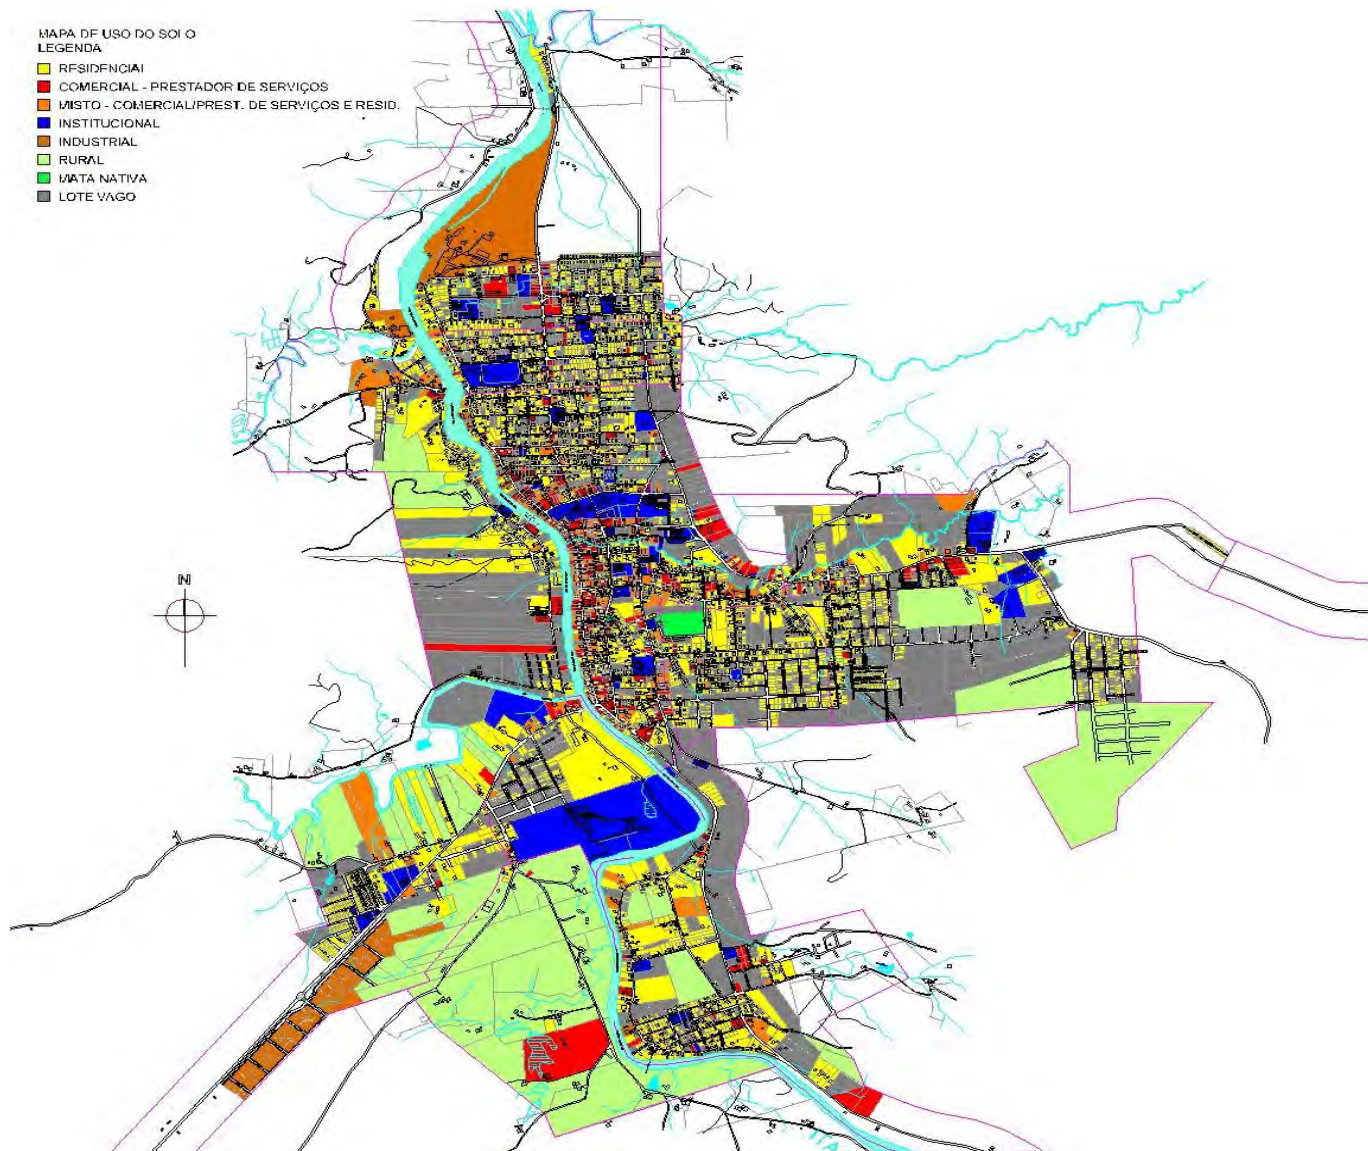 MAPA DE USO DO SOLO
LEGENDA
RESIDENCIAL
COMERCIAL - PRESTADOR DE SERVIÇOS
MISTO - COMERCIAL/PREST. DE SERVIÇOS E RESID.
INSTITUCIONAL
INDUSTRIAL
RURAL
MATA NATIVA
LOTE VAGO
N